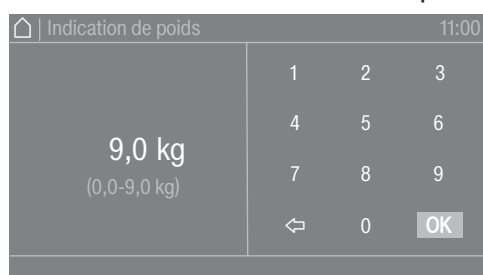 Indication de poids 11:00
9,0 kg
(0,0-9,0 kg)
1 2 3
4 5 6
7 8 9
0 OK